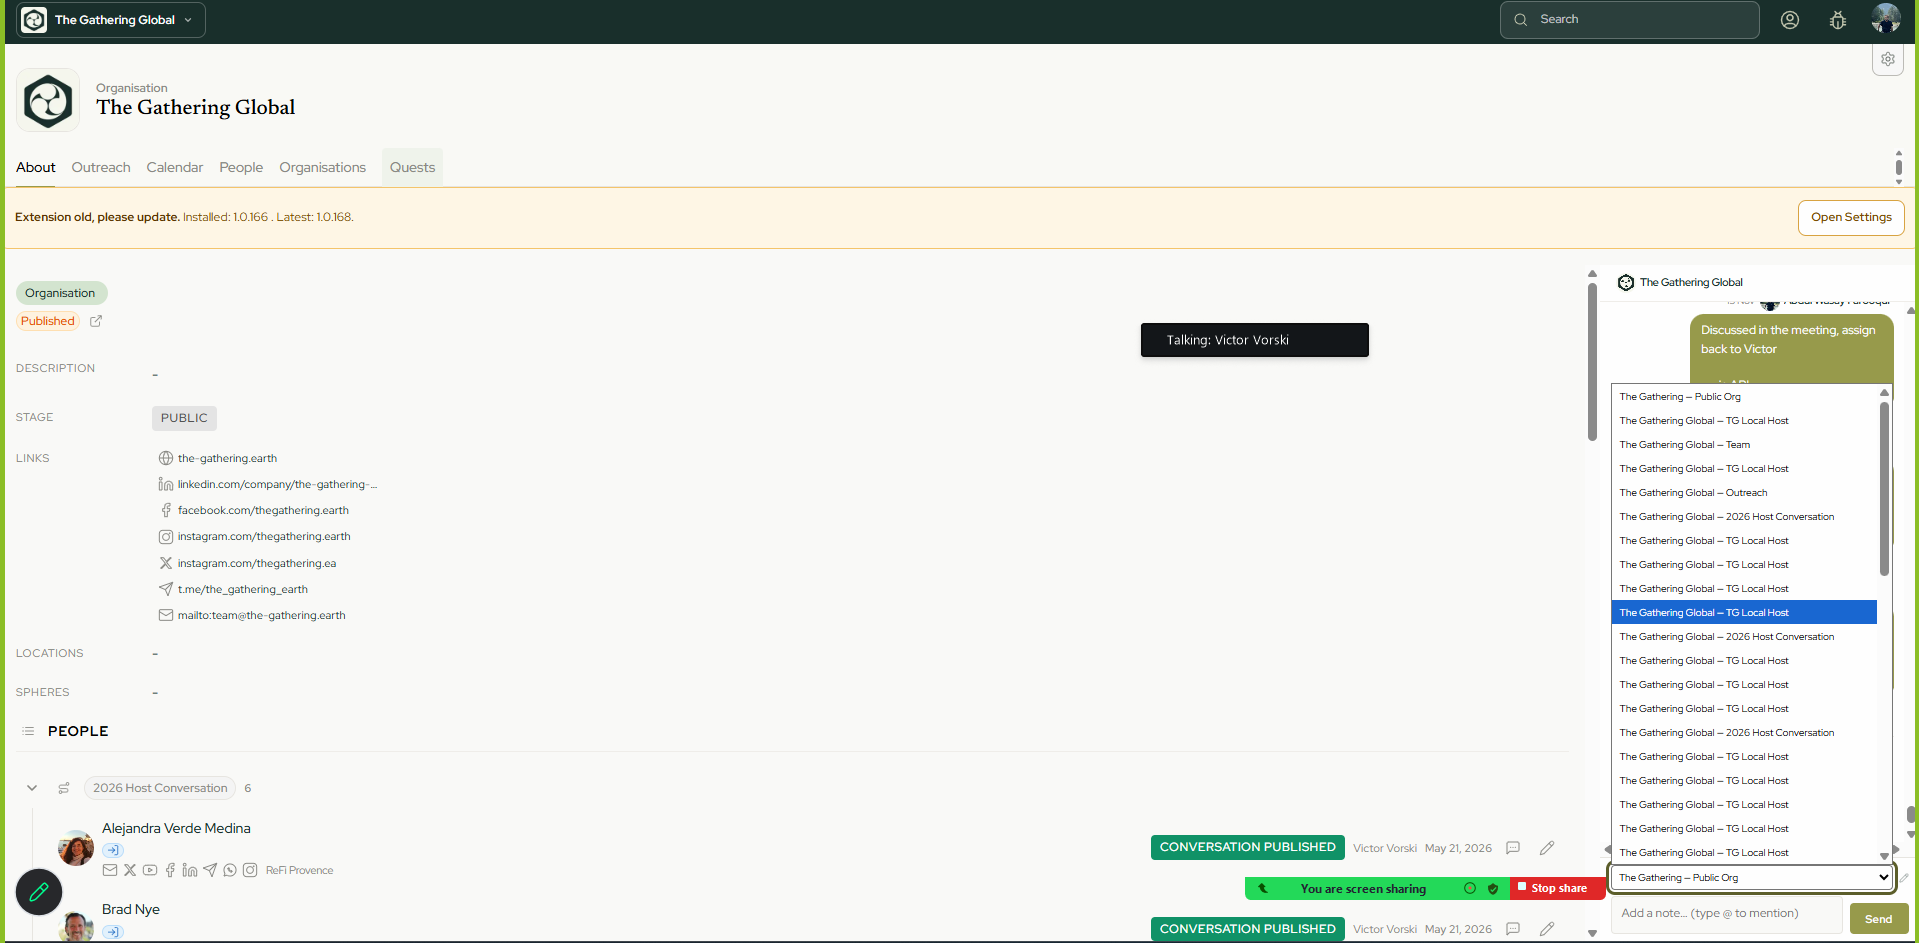 The Gathering Global
Search
Organisation
The Gathering Global
About
Outreach
Calendar
People
Organisations
Quests
Extension old, please update. Installed: 1.0.166 . Latest: 1.0.168.
Open Settings
Organisation
Published
DESCRIPTION
-
STAGE
PUBLIC
LINKS
the-gathering.earth
linkedin.com/company/the-gathering-...
facebook.com/thegathering.earth
instagram.com/thegathering.earth
instagram.com/thegathering.ea
t.me/the_gathering_earth
mailto:team@the-gathering.earth
LOCATIONS
-
SPHERES
-
PEOPLE
2026 Host Conversation 6
Alejandra Verde Medina
ReFi Provence
CONVERSATION PUBLISHED Victor Vorski May 21, 2026
Brad Nye
CONVERSATION PUBLISHED Victor Vorski May 21, 2026
Talking: Victor Vorski
You are screen sharing
Stop share
The Gathering Global
Discussed in the meeting, assign
back to Victor
The Gathering – Public Org
The Gathering Global – TG Local Host
The Gathering Global – Team
The Gathering Global – TG Local Host
The Gathering Global – Outreach
The Gathering Global – 2026 Host Conversation
The Gathering Global – TG Local Host
The Gathering Global – TG Local Host
The Gathering Global – TG Local Host
The Gathering Global – TG Local Host
The Gathering Global – 2026 Host Conversation
The Gathering Global – TG Local Host
The Gathering Global – TG Local Host
The Gathering Global – TG Local Host
The Gathering Global – 2026 Host Conversation
The Gathering Global – TG Local Host
The Gathering Global – TG Local Host
The Gathering Global – TG Local Host
The Gathering Global – TG Local Host
The Gathering Global – TG Local Host
The Gathering – Public Org
Add a note... (type @ to mention)
Send